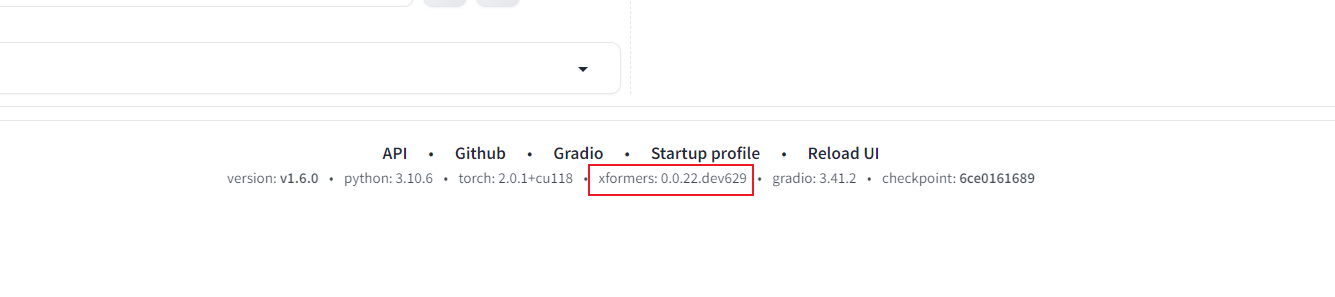 API • Github • Gradio • Startup profile • Reload UI
version: v1.6.0 • python: 3.10.6 • torch: 2.0.1+cu118 • xformers: 0.0.22.dev629 • gradio: 3.41.2 • checkpoint: 6ce0161689